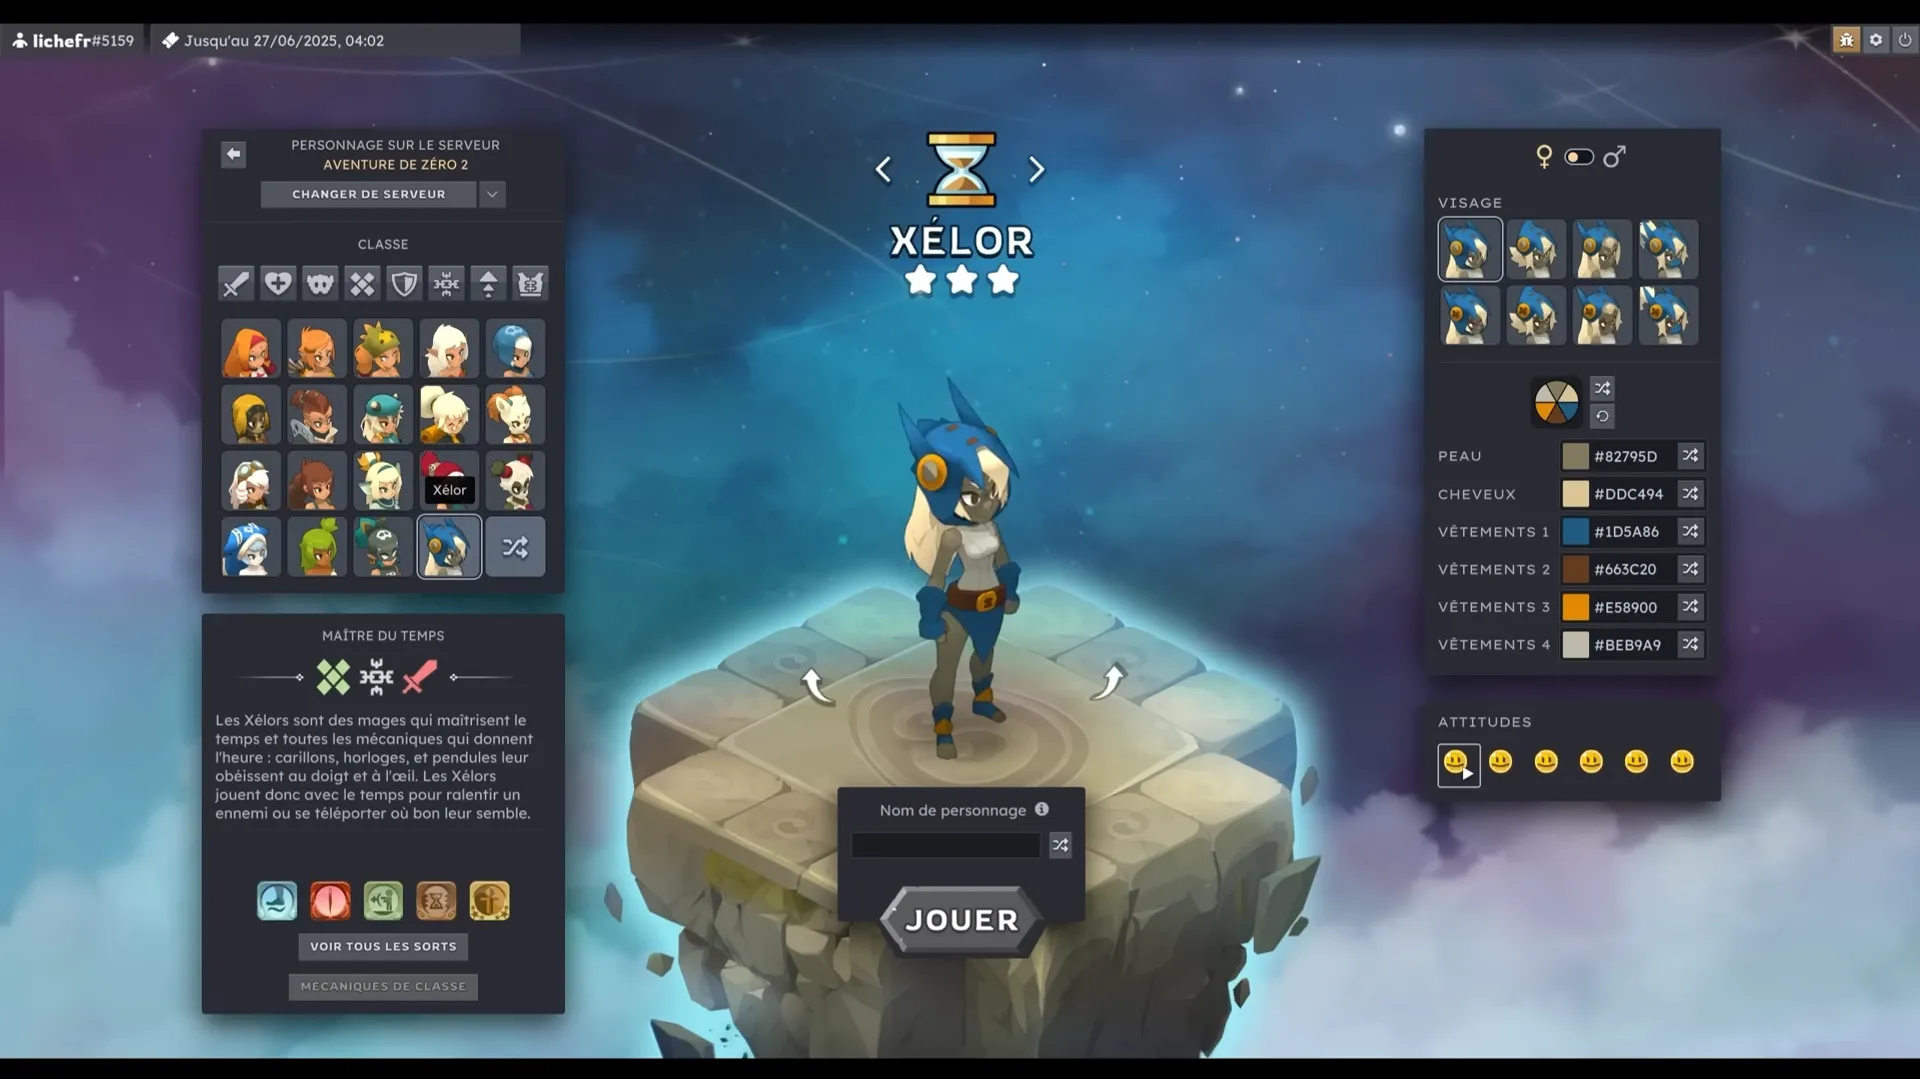 lichefr#5159
Jusqu'au 27/06/2025, 04:02
PERSONNAGE SUR LE SERVEUR
AVENTURE DE ZÉRO 2
CHANGER DE SERVEUR
CLASSE
Xélor
MAÎTRE DU TEMPS
Les Xélors sont des mages qui maîtrisent le
temps et toutes les mécaniques qui donnent
l'heure : carillons, horloges, et pendules leur
obéissent au doigt et à l'œil. Les Xélors
jouent donc avec le temps pour ralentir un
ennemi ou se téléporter où bon leur semble.
VOIR TOUS LES SORTS
MÉCANIQUES DE CLASSE
XÉLOR
Nom de personnage
JOUER
VISAGE
PEAU #82795D
CHEVEUX #DDC494
VÊTEMENTS 1 #1D5A86
VÊTEMENTS 2 #663C20
VÊTEMENTS 3 #E58900
VÊTEMENTS 4 #BEB9A9
ATTITUDES